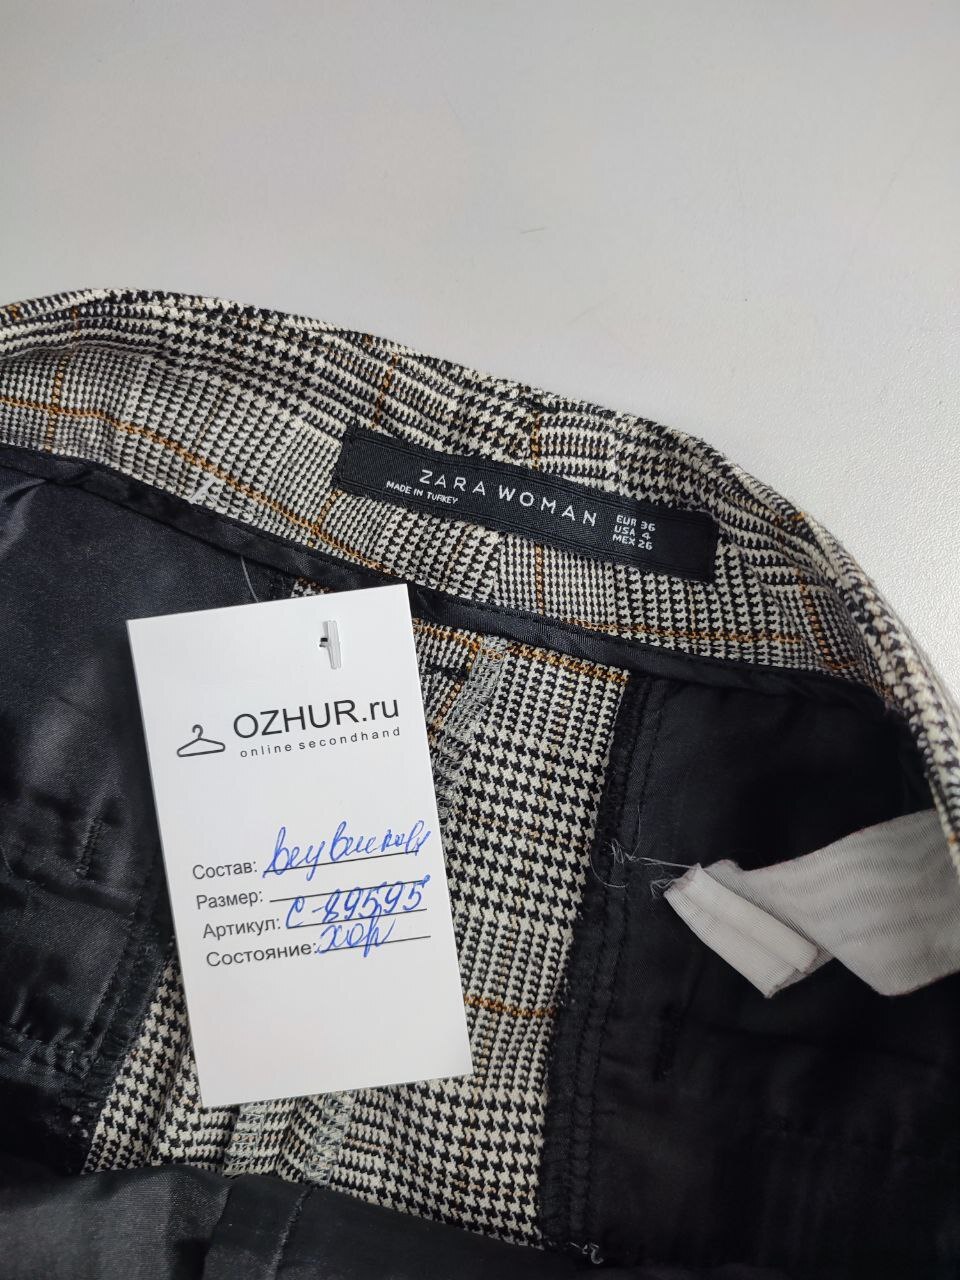 ZARA WOMAN
MADE IN TURKEY
EUR 36
USA 4
MEX 26
OZHUR.ru
online secondhand
Состав:
Размер:
Артикул: С-89595
Состояние: хор